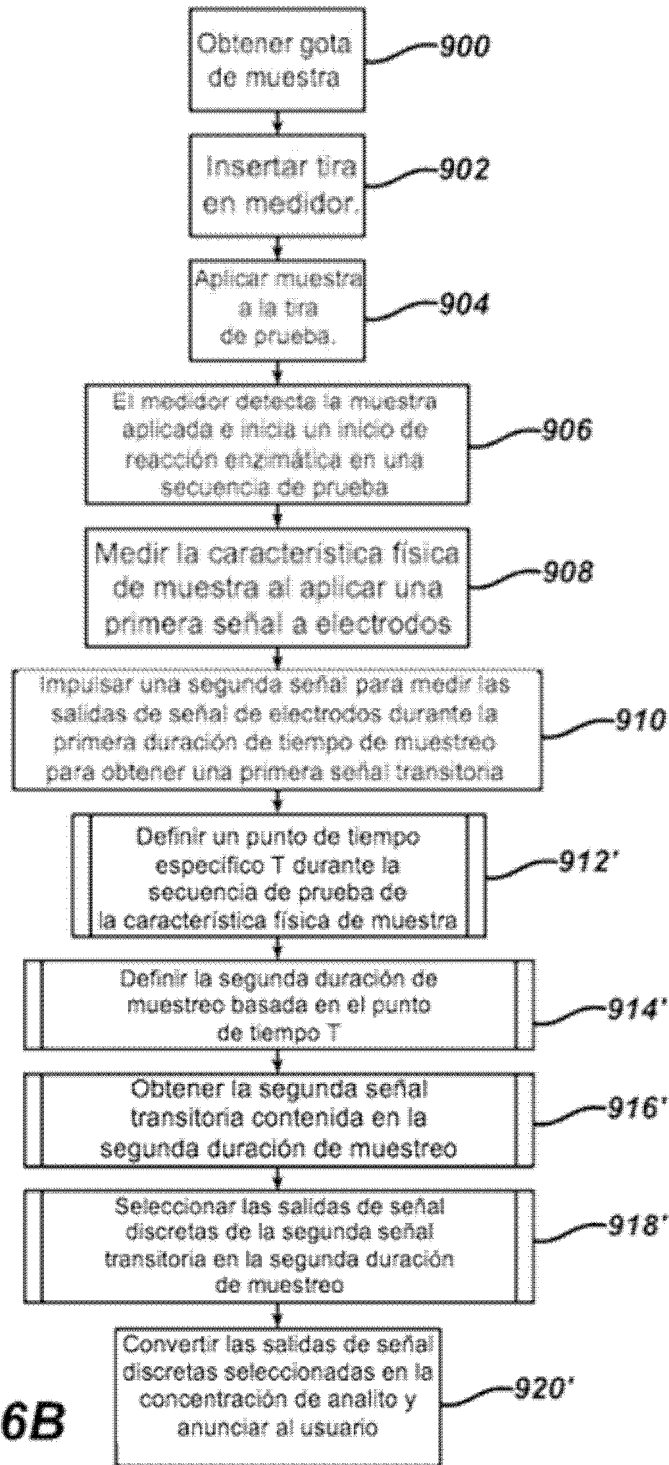 Obtener gota
de muestra
900
Insertar tira
en medidor.
902
Aplicar muestra
a la tira
de prueba.
904
El medidor detecta la muestra
aplicada e inicia un inicio de
reacción enzimática en una
secuencia de prueba
906
Medir la característica física
de muestra al aplicar una
primera señal a electrodos
908
Impulsar una segunda señal para medir las
salidas de señal de electrodos durante la
primera duración de tiempo de muestreo
para obtener una primera señal transitoria
910
Definir un punto de tiempo
específico T durante la
secuencia de prueba de
la característica física de muestra
912'
Definir la segunda duración de
muestreo basada en el punto
de tiempo T
914'
Obtener la segunda señal
transitoria contenida en la
segunda duración de muestreo
916'
Seleccionar las salidas de señal
discretas de la segunda señal
transitoria en la segunda duración
de muestreo
918'
Convertir las salidas de señal
discretas seleccionadas en la
concentración de analito y
anunciar al usuario
920'
6B